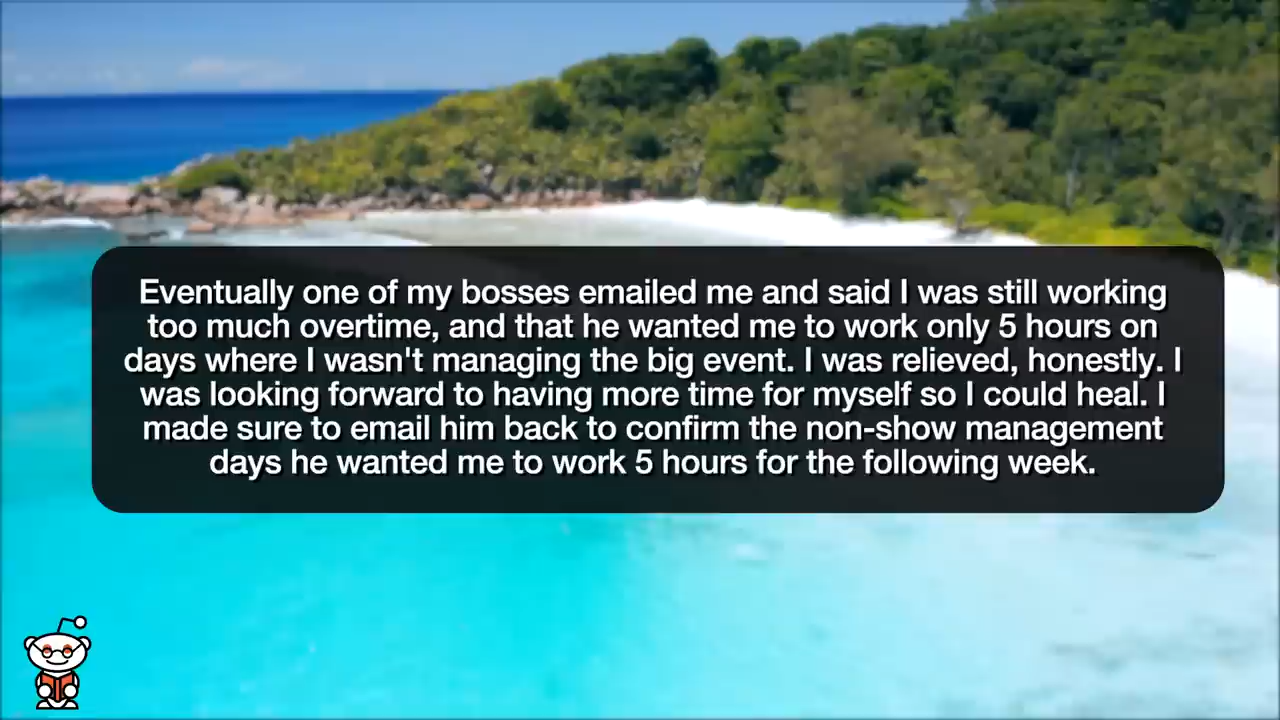 Eventually one of my bosses emailed me and said I was still working
too much overtime, and that he wanted me to work only 5 hours on
days where I wasn't managing the big event. I was relieved, honestly. I
was looking forward to having more time for myself so I could heal. I
made sure to email him back to confirm the non-show management
days he wanted me to work 5 hours for the following week.